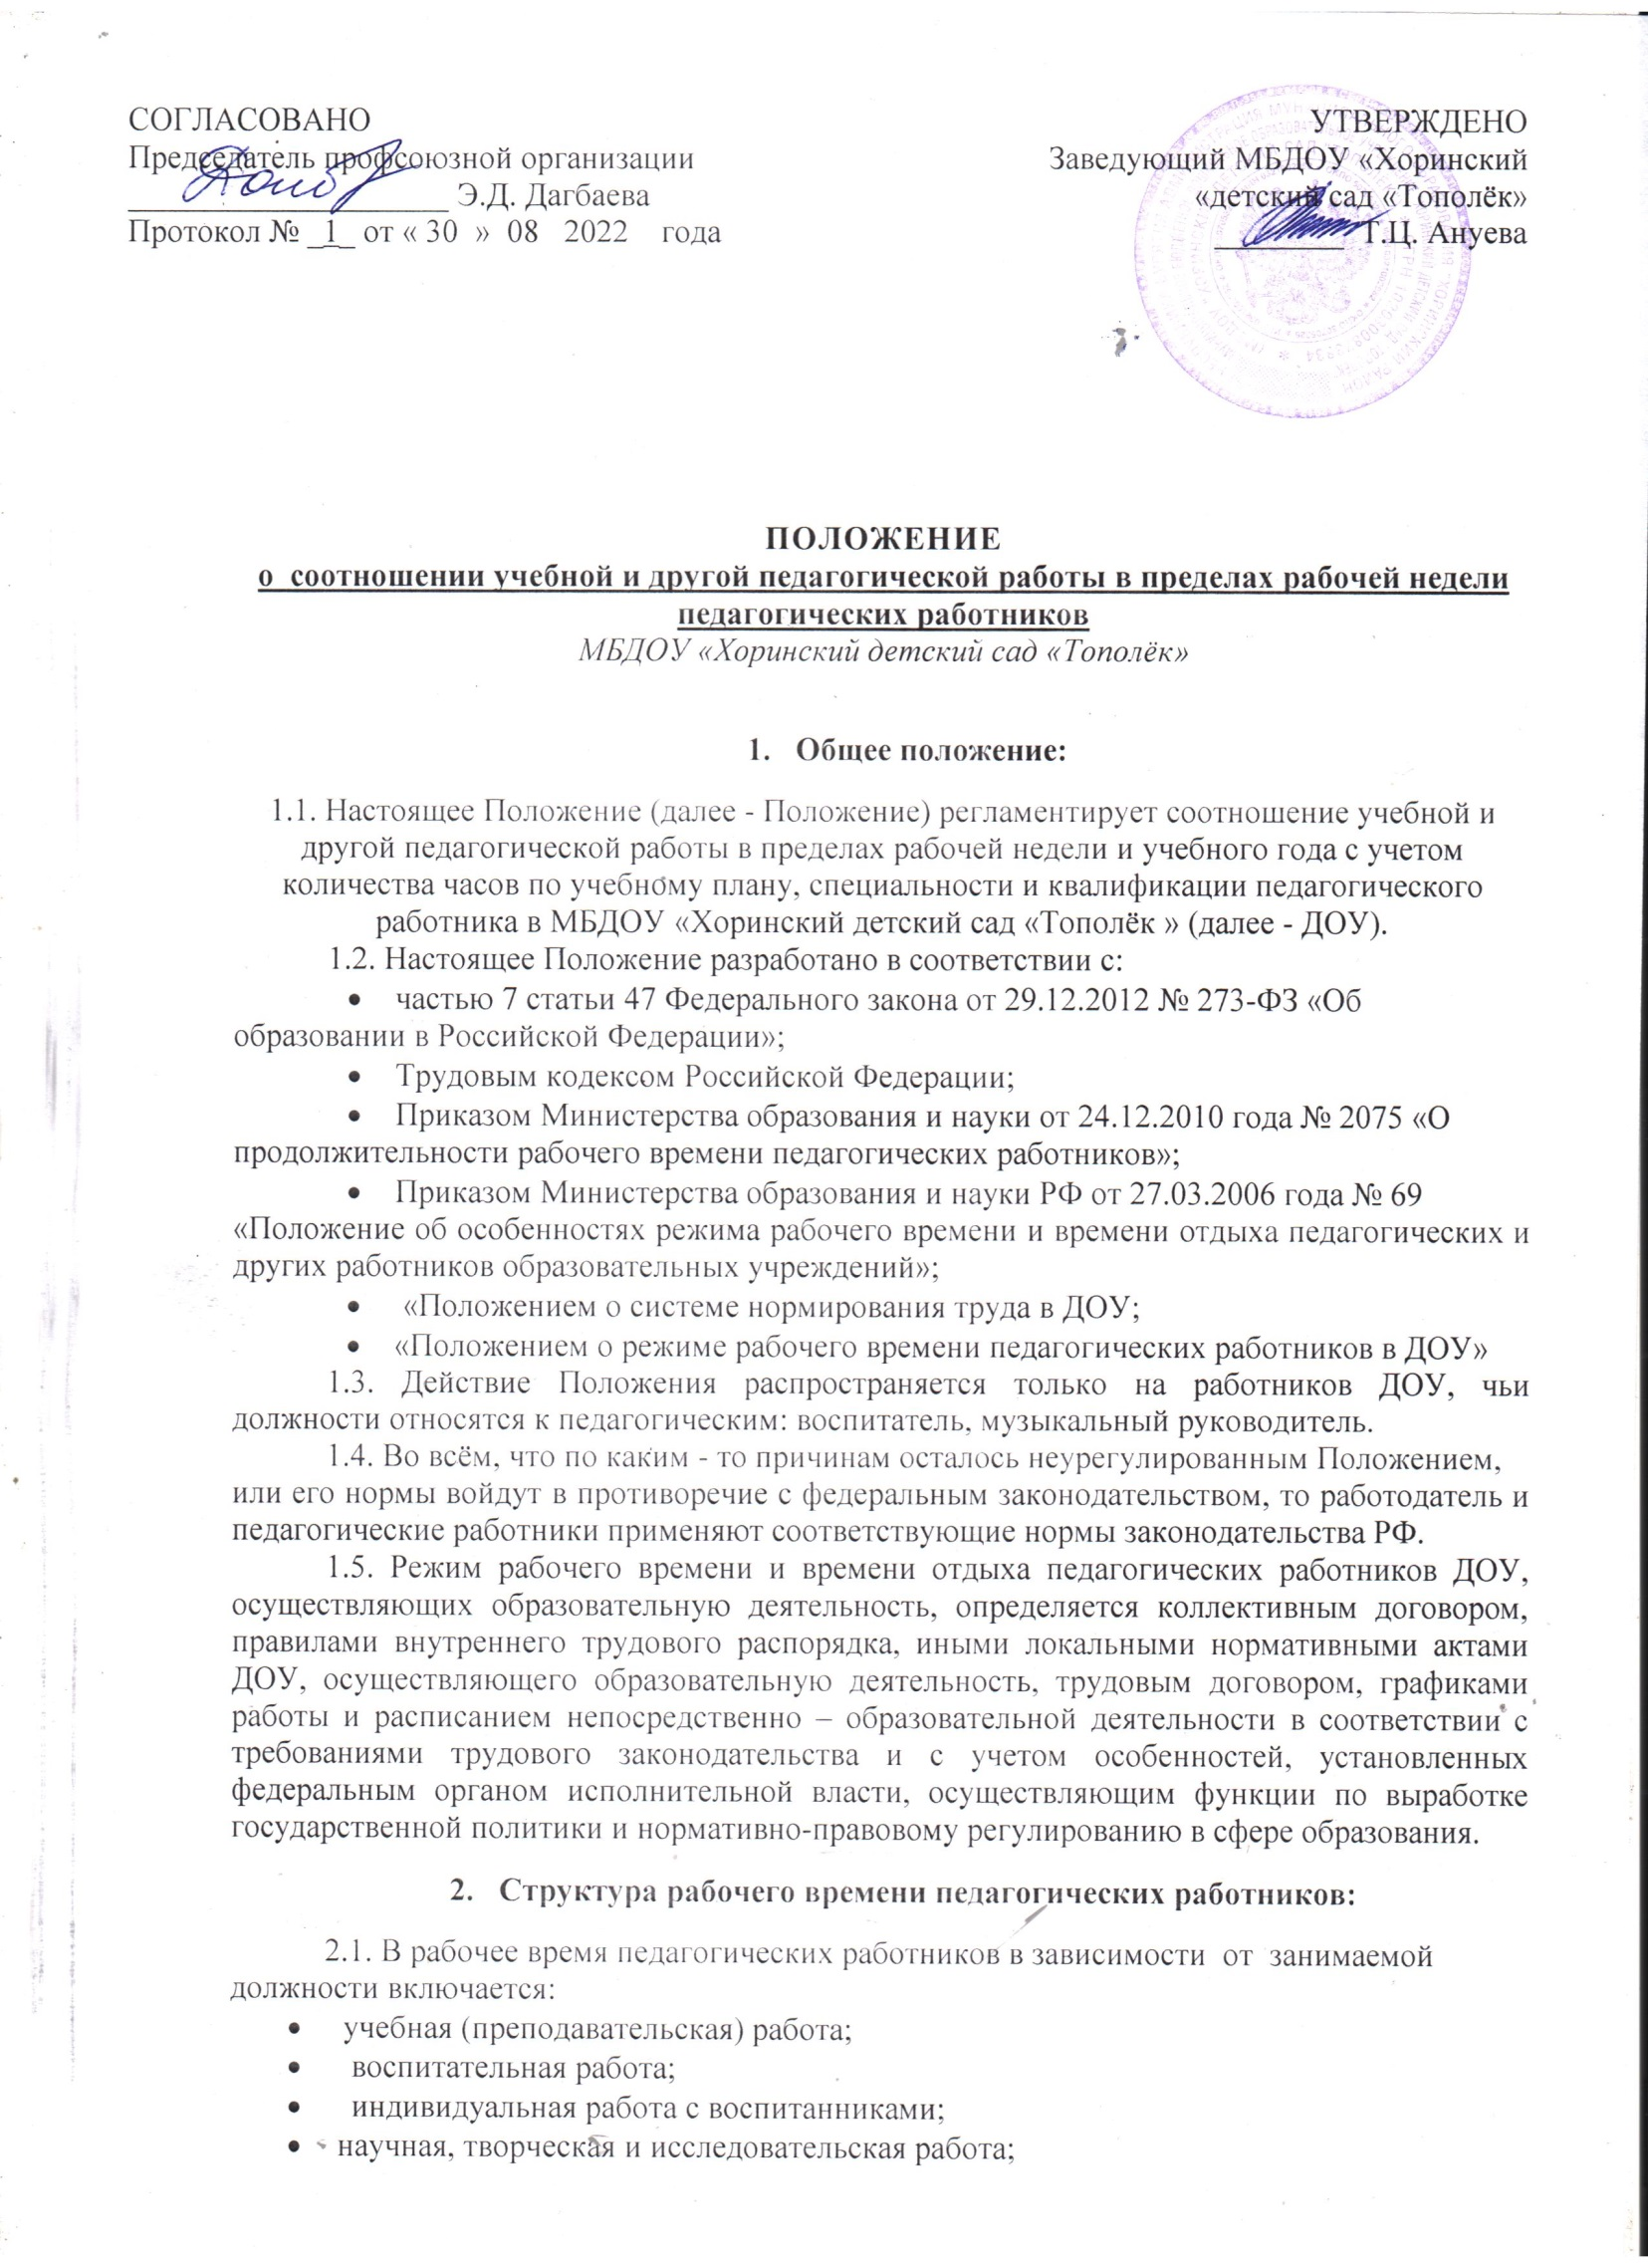 СОГЛАСОВАНО
Председатель профсоюзной организации
____________________ Э.Д. Дагбаева
Протокол № _1_ от « 30 » 08 2022 года
УТВЕРЖДЕНО
Заведующий МБДОУ «Хоринский
«детский сад «Тополёк»
________ Т.Ц. Ануева
ПОЛОЖЕНИЕ
о соотношении учебной и другой педагогической работы в пределах рабочей недели
педагогических работников
МБДОУ «Хоринский детский сад «Тополёк»
1. Общее положение:
1.1. Настоящее Положение (далее - Положение) регламентирует соотношение учебной и
другой педагогической работы в пределах рабочей недели и учебного года с учетом
количества часов по учебному плану, специальности и квалификации педагогического
работника в МБДОУ «Хоринский детский сад «Тополёк » (далее - ДОУ).
1.2. Настоящее Положение разработано в соответствии с:
• частью 7 статьи 47 Федерального закона от 29.12.2012 № 273-ФЗ «Об
образовании в Российской Федерации»;
• Трудовым кодексом Российской Федерации;
• Приказом Министерства образования и науки от 24.12.2010 года № 2075 «О
продолжительности рабочего времени педагогических работников»;
• Приказом Министерства образования и науки РФ от 27.03.2006 года № 69
«Положение об особенностях режима рабочего времени и времени отдыха педагогических и
других работников образовательных учреждений»;
• «Положением о системе нормирования труда в ДОУ;
• «Положением о режиме рабочего времени педагогических работников в ДОУ»
1.3. Действие Положения распространяется только на работников ДОУ, чьи
должности относятся к педагогическим: воспитатель, музыкальный руководитель.
1.4. Во всём, что по каким - то причинам осталось неурегулированным Положением,
или его нормы войдут в противоречие с федеральным законодательством, то работодатель и
педагогические работники применяют соответствующие нормы законодательства РФ.
1.5. Режим рабочего времени и времени отдыха педагогических работников ДОУ,
осуществляющих образовательную деятельность, определяется коллективным договором,
правилами внутреннего трудового распорядка, иными локальными нормативными актами
ДОУ, осуществляющего образовательную деятельность, трудовым договором, графиками
работы и расписанием непосредственно – образовательной деятельности в соответствии с
требованиями трудового законодательства и с учетом особенностей, установленных
федеральным органом исполнительной власти, осуществляющим функции по выработке
государственной политики и нормативно-правовому регулированию в сфере образования.
2. Структура рабочего времени педагогических работников:
2.1. В рабочее время педагогических работников в зависимости от занимаемой
должности включается:
• учебная (преподавательская) работа;
• воспитательная работа;
• индивидуальная работа с воспитанниками;
• научная, творческая и исследовательская работа;